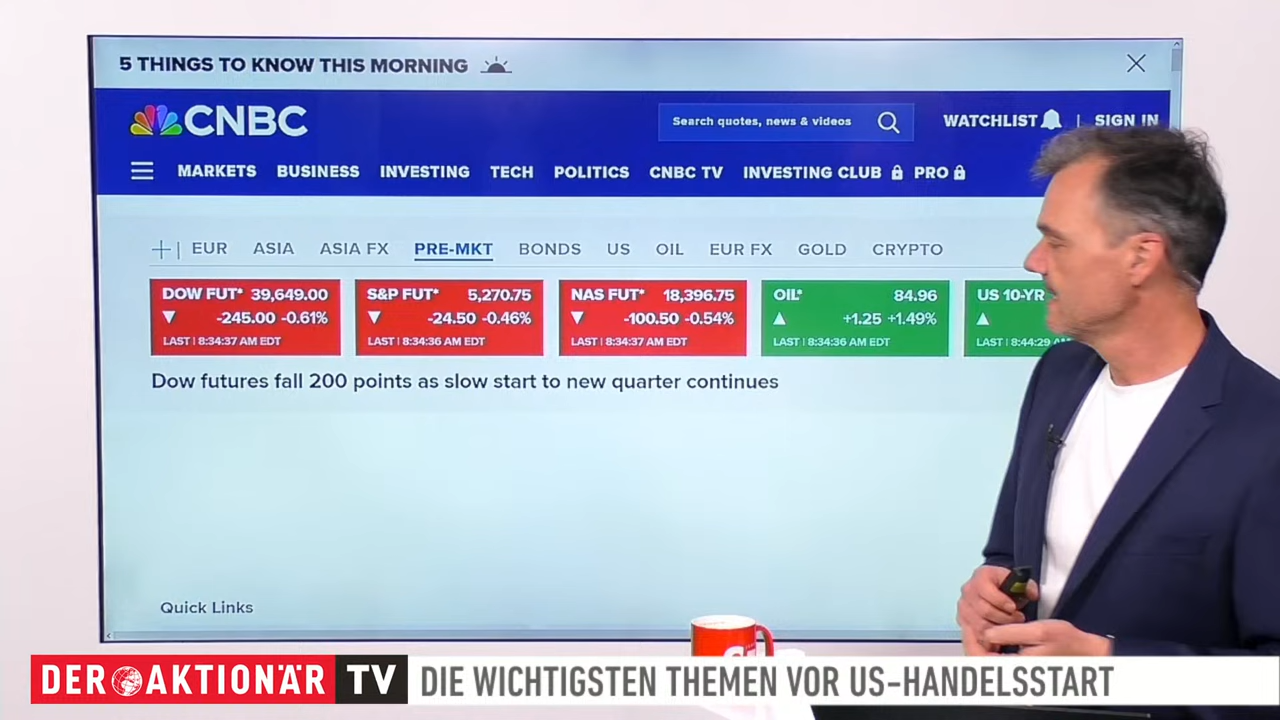 5 THINGS TO KNOW THIS MORNING
CNBC
Search quotes, news & videos
WATCHLIST | SIGN IN
MARKETS BUSINESS INVESTING TECH POLITICS CNBC TV INVESTING CLUB PRO
+ | EUR ASIA ASIA FX PRE-MKT BONDS US OIL EUR FX GOLD CRYPTO
DOW FUT* 39,649.00
▼ -245.00 -0.61%
LAST | 8:34:37 AM EDT
S&P FUT* 5,270.75
▼ -24.50 -0.46%
LAST | 8:34:36 AM EDT
NAS FUT* 18,396.75
▼ -100.50 -0.54%
LAST | 8:34:37 AM EDT
OIL* 84.96
▲ +1.25 +1.49%
LAST | 8:34:36 AM EDT
US 10-YR
▲
LAST | 8:44:29
Dow futures fall 200 points as slow start to new quarter continues
Quick Links
DER AKTIONÄR TV
DIE WICHTIGSTEN THEMEN VOR US-HANDELSSTART